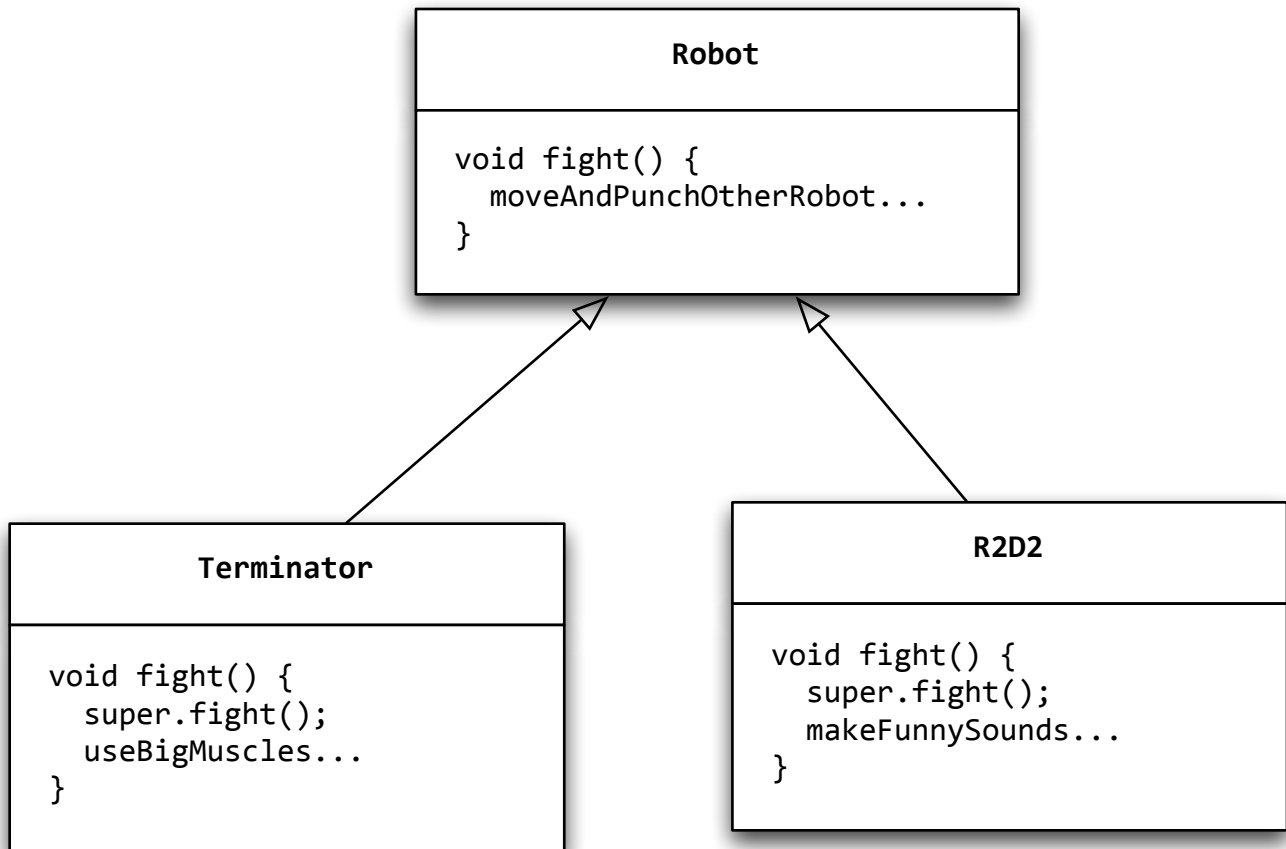 Robot
void fight() {
  moveAndPunchOtherRobot...
}
Terminator
void fight() {
  super.fight();
  useBigMuscles...
}
R2D2
void fight() {
  super.fight();
  makeFunnySounds...
}